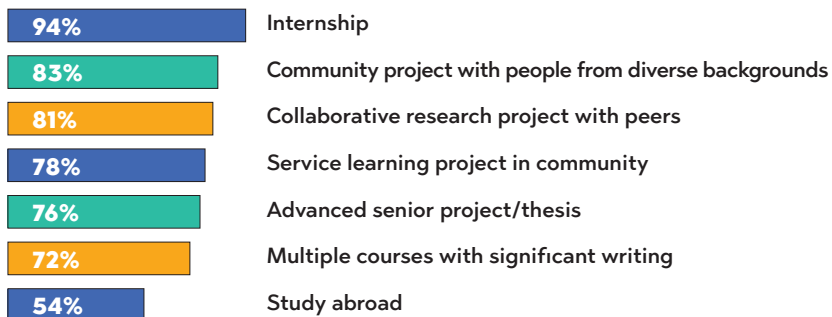 94% Internship
83% Community project with people from diverse backgrounds
81% Collaborative research project with peers
78% Service learning project in community
76% Advanced senior project/thesis
72% Multiple courses with significant writing
54% Study abroad